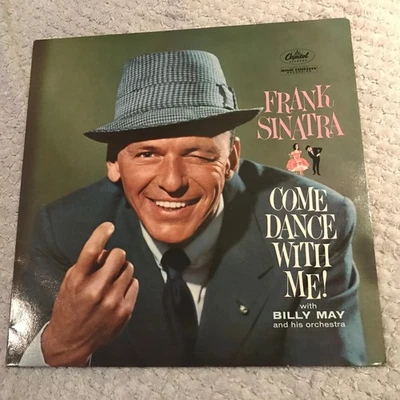 Capitol
FRANK
SINATRA
COME
DANCE
WITH
ME!
with
BILLY MAY
and his orchestra